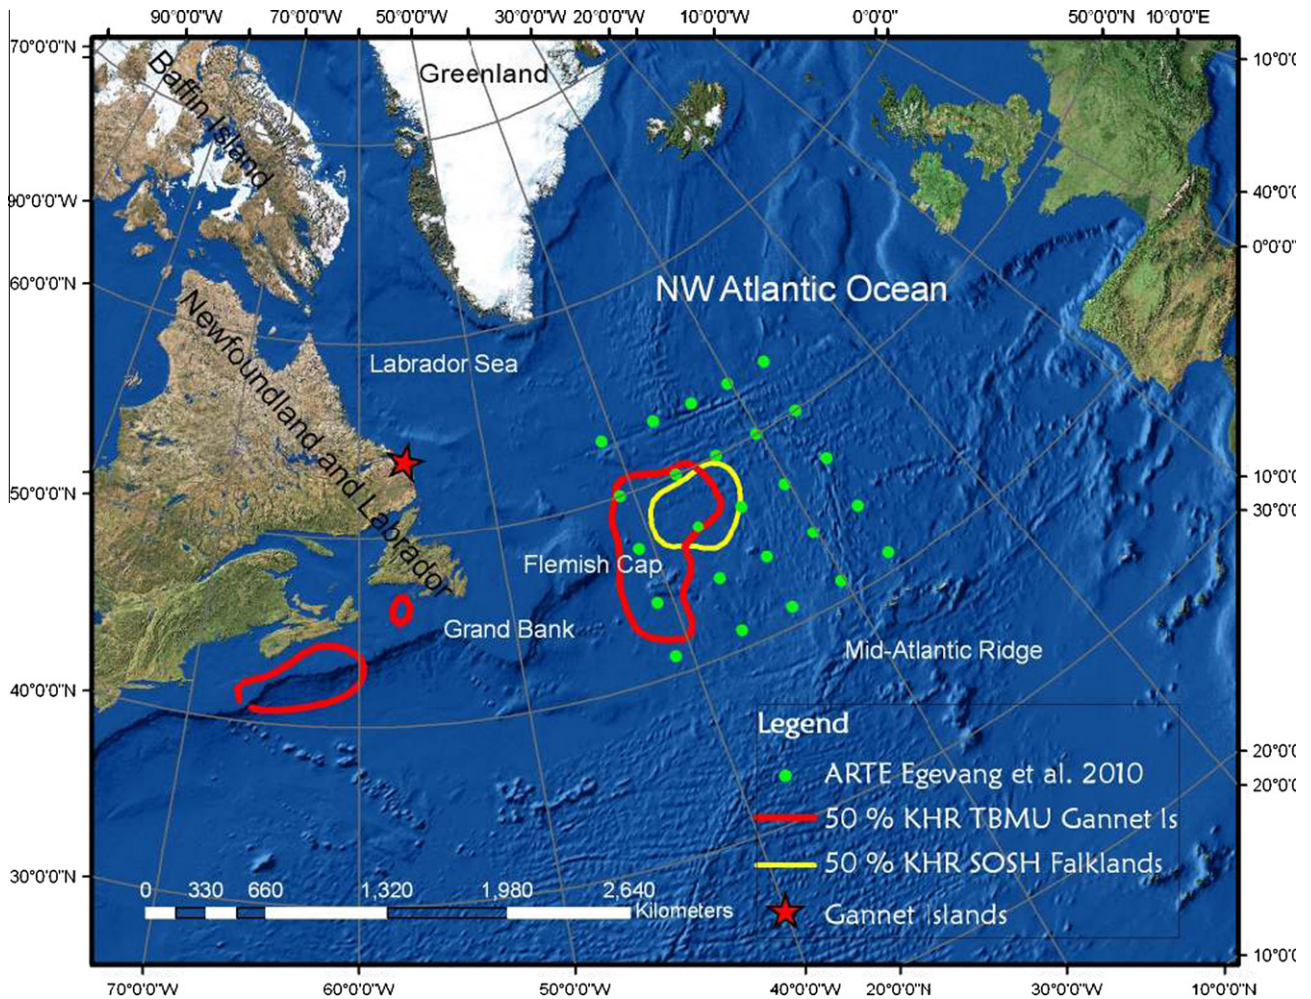 90°0'0"W 70°0'0"W 50°0'0"W 30°0'0"W 20°0'0"W 10°0'0"W 0°0'0" 50°0'0"N 10°0'0"E
70°0'0"N
Greenland
Baffin Island
90°0'0"W
40°0'0
0°0'0"
60°0'0"N
NW Atlantic Ocean
Newfoundland and Labrador
Labrador Sea
50°0'0"N
30°0'0
Flemish Cap
Grand Bank
Mid-Atlantic Ridge
40°0'0"N
Legend
ARTE Egevang et al. 2010
50 % KHR TBMU Gannet Is
50 % KHR SOSH Falklands
Gannet Islands
20°0'0
20°0'0
30°0'0"N
0 330 660 1,320 1,980 2,640
Kilometers
70°0'0"W 60°0'0"W 50°0'0"W 40°0'0"W 20°0'0"W 30°0'0"W 10°0'0"W